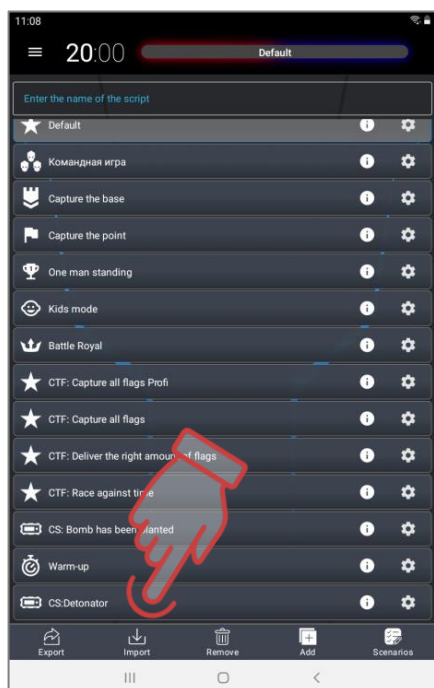 11:08
20:00
Default
Enter the name of the script
Default
Командная игра
Capture the base
Capture the point
One man standing
Kids mode
Battle Royal
CTF: Capture all flags Profi
CTF: Capture all flags
CTF: Deliver the right amount of flags
CTF: Race against time
CS: Bomb has been planted
Warm-up
CS:Detonator
Export Import Remove Add Scenarios